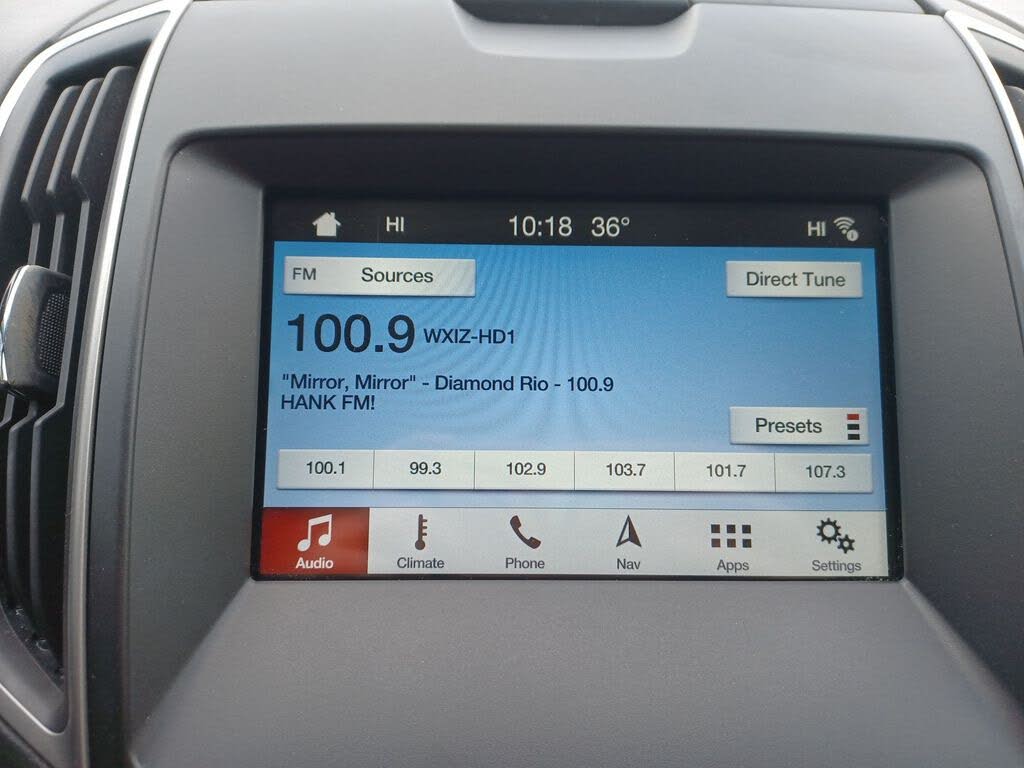 HI 10:18 36° HI
FM Sources Direct Tune
100.9 WXIZ-HD1
"Mirror, Mirror" - Diamond Rio - 100.9
HANK FM!
Presets
100.1 99.3 102.9 103.7 101.7 107.3
Audio Climate Phone Nav Apps Settings